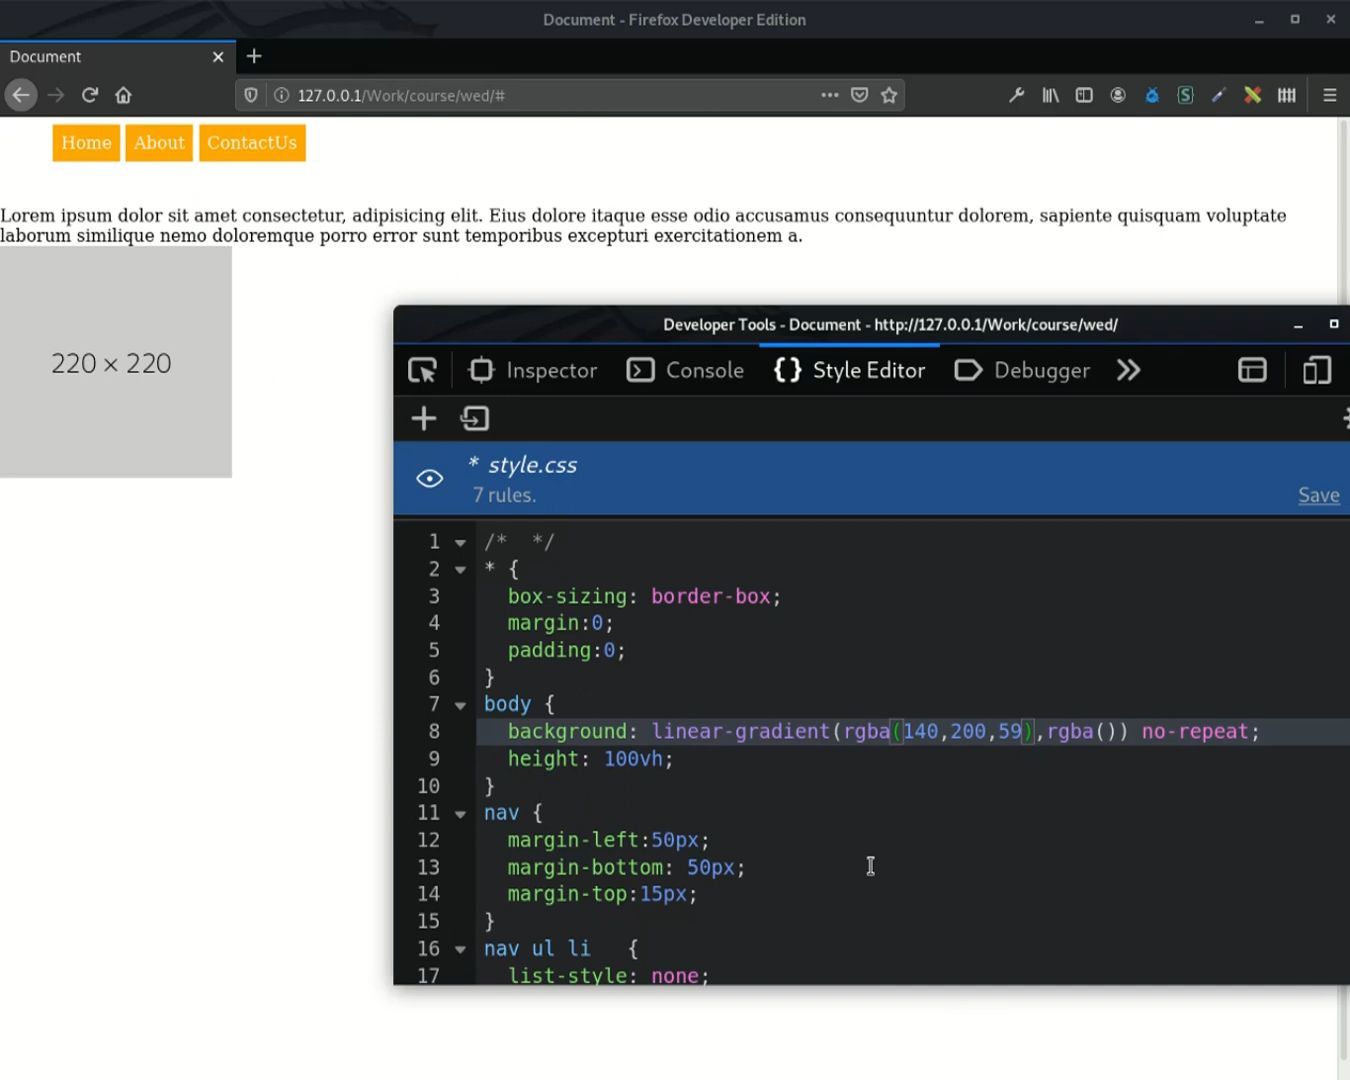 Document - Firefox Developer Edition
Document
127.0.0.1/Work/course/wed/#
Home About ContactUs
Lorem ipsum dolor sit amet consectetur, adipisicing elit. Eius dolore itaque esse odio accusamus consequuntur dolorem, sapiente quisquam voluptate
laborum similique nemo doloremque porro error sunt temporibus excepturi exercitationem a.
220 × 220
Developer Tools - Document - http://127.0.0.1/Work/course/wed/
Inspector Console {} Style Editor Debugger
* style.css
7 rules. Save
1 /*  */
2 * {
3 box-sizing: border-box;
4 margin:0;
5 padding:0;
6 }
7 body {
8 background: linear-gradient(rgba(140,200,59),rgba()) no-repeat;
9 height: 100vh;
10 }
11 nav {
12 margin-left:50px;
13 margin-bottom: 50px;
14 margin-top:15px;
15 }
16 nav ul li   {
17 list-style: none;